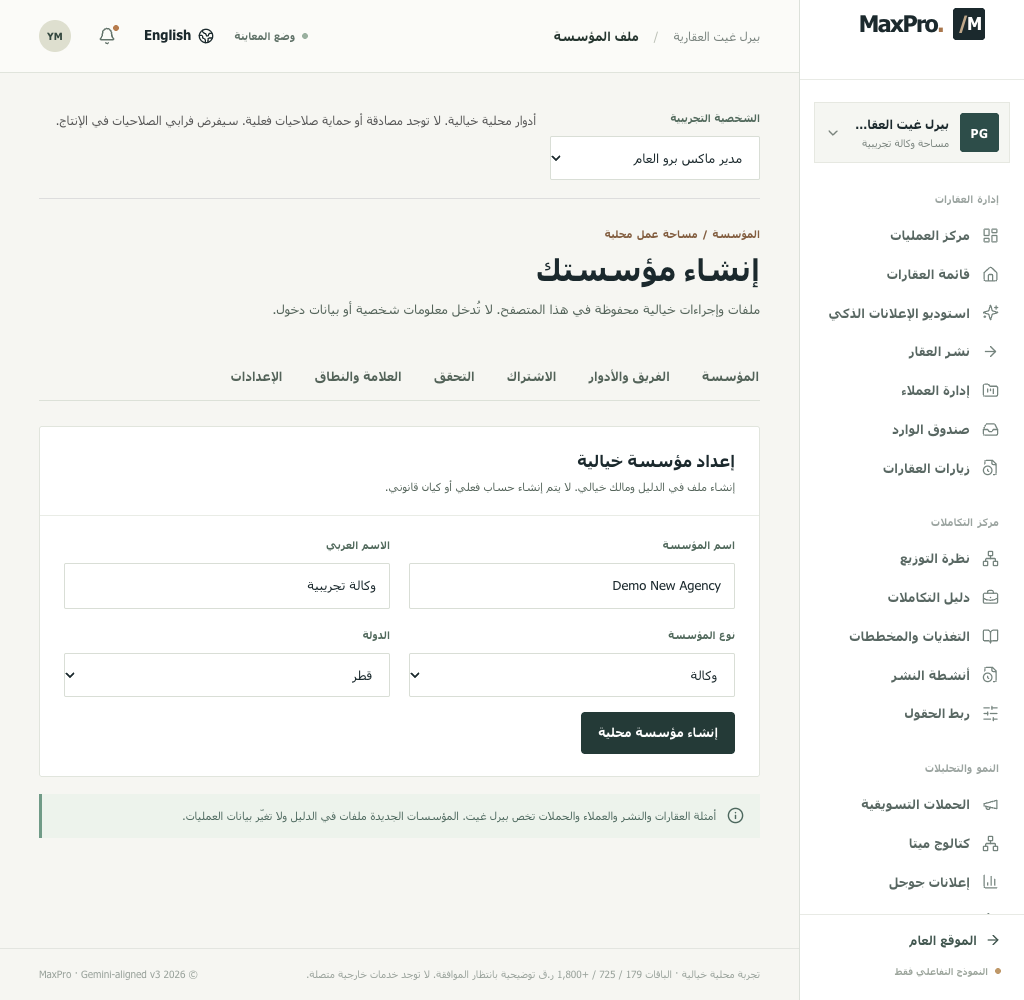 MaxPro.
/M
PG
بيرل غيت العقا...
مساحة وكالة تجريبية
إدارة العقارات
مركز العمليات
قائمة العقارات
استوديو الإعلانات الذكي
نشر العقار
إدارة العملاء
صندوق الوارد
زيارات العقارات
مركز التكاملات
نظرة التوزيع
دليل التكاملات
التغذيات والمخططات
أنشطة النشر
ربط الحقول
النمو والتحليلات
الحملات التسويقية
كتالوج ميتا
إعلانات جوجل
الموقع العام
النموذج التفاعلي فقط
بيرل غيت العقارية / ملف المؤسسة
وضع المعاينة
English
YM
الشخصية التجريبية
مدير ماكس برو العام
أدوار محلية خيالية. لا توجد مصادقة أو حماية صلاحيات فعلية. سيفرض قرابي الصلاحيات في الإنتاج.
المؤسسة / مساحة عمل محلية
إنشاء مؤسستك
ملفات وإجراءات خيالية محفوظة في هذا المتصفح. لا تُدخل معلومات شخصية أو بيانات دخول.
المؤسسة الفريق والأدوار الاشتراك التحقق العلامة والنطاق الإعدادات
إعداد مؤسسة خيالية
إنشاء ملف في الدليل ومالك خيالي. لا يتم إنشاء حساب فعلي أو كيان قانوني.
اسم المؤسسة
Demo New Agency
الاسم العربي
وكالة تجريبية
نوع المؤسسة
وكالة
الدولة
قطر
إنشاء مؤسسة محلية
أمثلة العقارات والنشر والعملاء والحملات تخص بيرل غيت. المؤسسات الجديدة ملفات في الدليل ولا تغيّر بيانات العمليات.
تجربة محلية خيالية · الباقات 179 / 725 / +1,800 ر.ق توضيحية بانتظار الموافقة. لا توجد خدمات خارجية متصلة.
MaxPro · Gemini-aligned v3 2026 ©